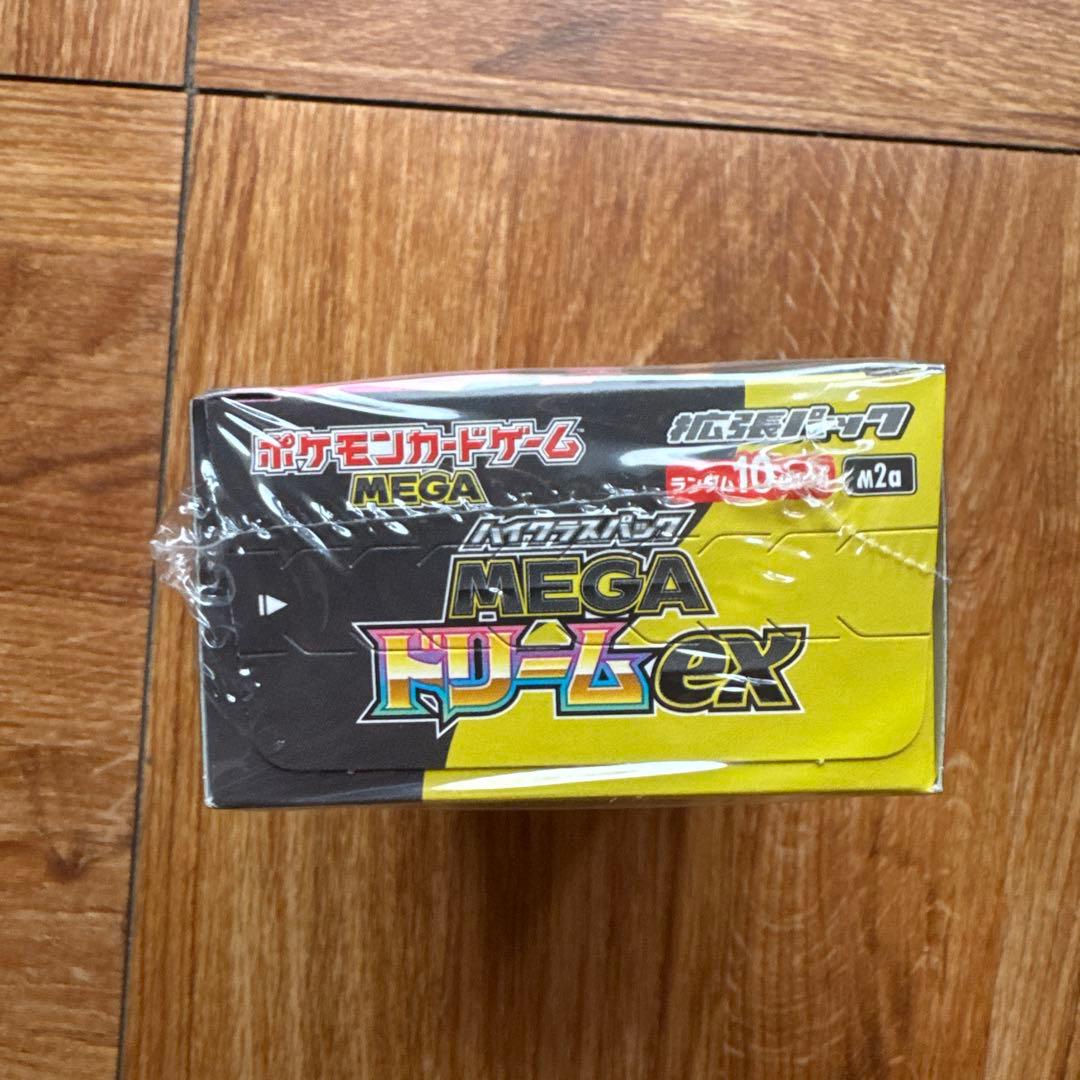 ポケモンカードゲーム
MEGA
拡張パック
ランダム10
M2a
ハイクラスパック
MEGA
ドリームex